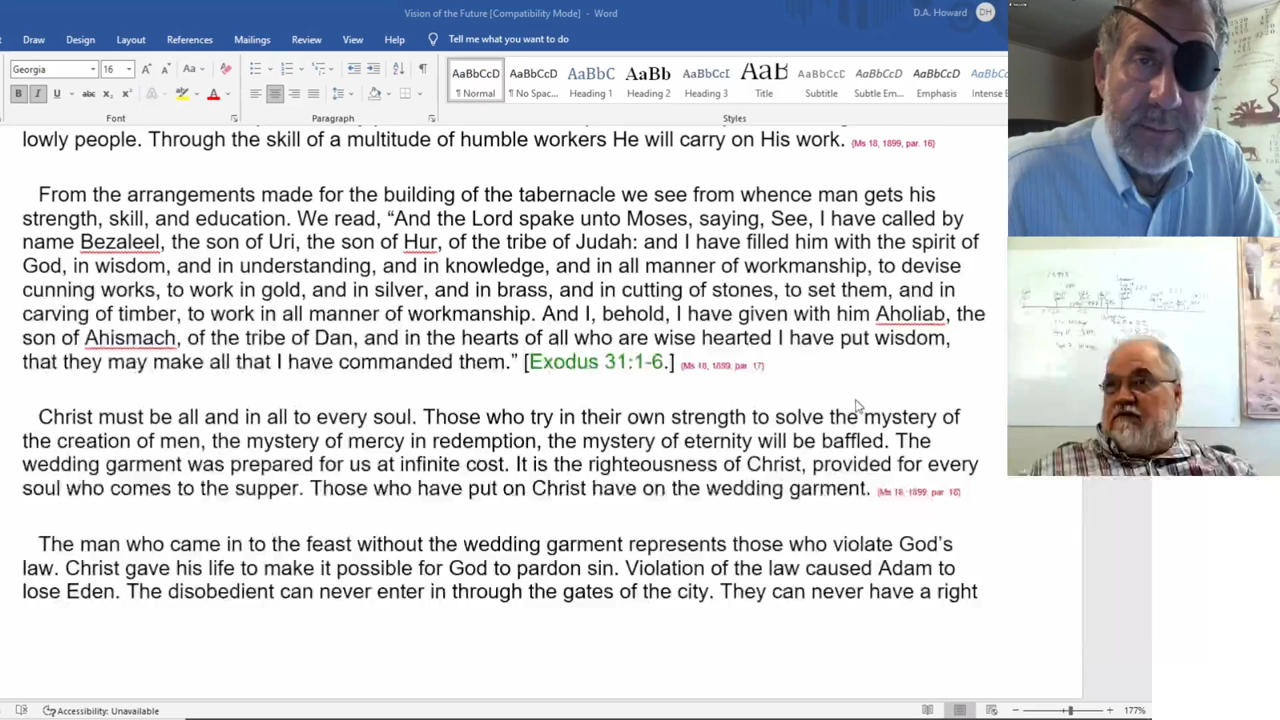 Vision of the Future [Compatibility Mode] - Word
D.A. Howard DH
Draw Design Layout References Mailings Review View Help Tell me what you want to do
Georgia 16 A A Aa
B I U abc x₂ x² A A
AaBbCcD AaBbCcD AaBbC AaBb AaBbCcI AaB AaBbCcD AaBbCcD AaBbCcD AaBbC
¶ Normal ¶ No Spac... Heading 1 Heading 2 Heading 3 Title Subtitle Subtle Em... Emphasis Intense E
Font Paragraph Styles
lowly people. Through the skill of a multitude of humble workers He will carry on His work. {Ms 18, 1899, par. 16}
From the arrangements made for the building of the tabernacle we see from whence man gets his
strength, skill, and education. We read, “And the Lord spake unto Moses, saying, See, I have called by
name Bezaleel, the son of Uri, the son of Hur, of the tribe of Judah: and I have filled him with the spirit of
God, in wisdom, and in understanding, and in knowledge, and in all manner of workmanship, to devise
cunning works, to work in gold, and in silver, and in brass, and in cutting of stones, to set them, and in
carving of timber, to work in all manner of workmanship. And I, behold, I have given with him Aholiab, the
son of Ahismach, of the tribe of Dan, and in the hearts of all who are wise hearted I have put wisdom,
that they may make all that I have commanded them.” [Exodus 31:1-6.] {Ms 18, 1899, par. 17}
Christ must be all and in all to every soul. Those who try in their own strength to solve the mystery of
the creation of men, the mystery of mercy in redemption, the mystery of eternity will be baffled. The
wedding garment was prepared for us at infinite cost. It is the righteousness of Christ, provided for every
soul who comes to the supper. Those who have put on Christ have on the wedding garment. {Ms 18, 1899, par. 18}
The man who came in to the feast without the wedding garment represents those who violate God’s
law. Christ gave his life to make it possible for God to pardon sin. Violation of the law caused Adam to
lose Eden. The disobedient can never enter in through the gates of the city. They can never have a right
Accessibility: Unavailable
177%